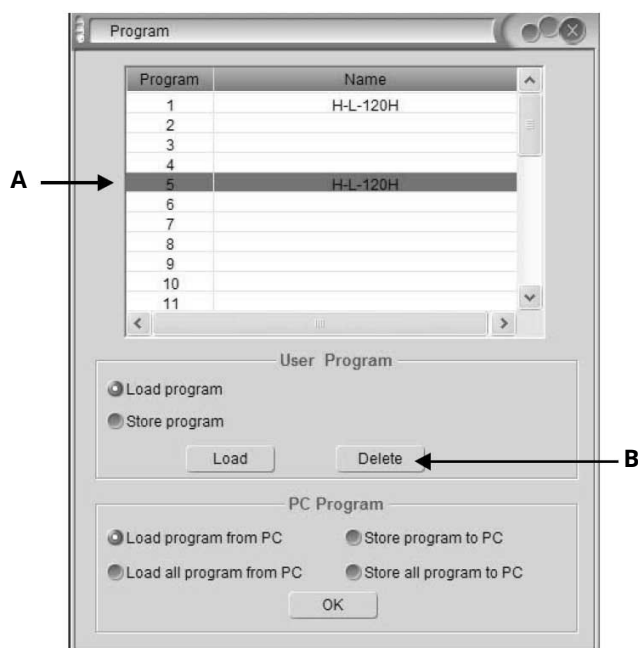 Program
Program Name
1 H-L-120H
2
3
4
A
5 H-L-120H
6
7
8
9
10
11
User Program
Load program
Store program
Load Delete
B
PC Program
Load program from PC Store program to PC
Load all program from PC Store all program to PC
OK